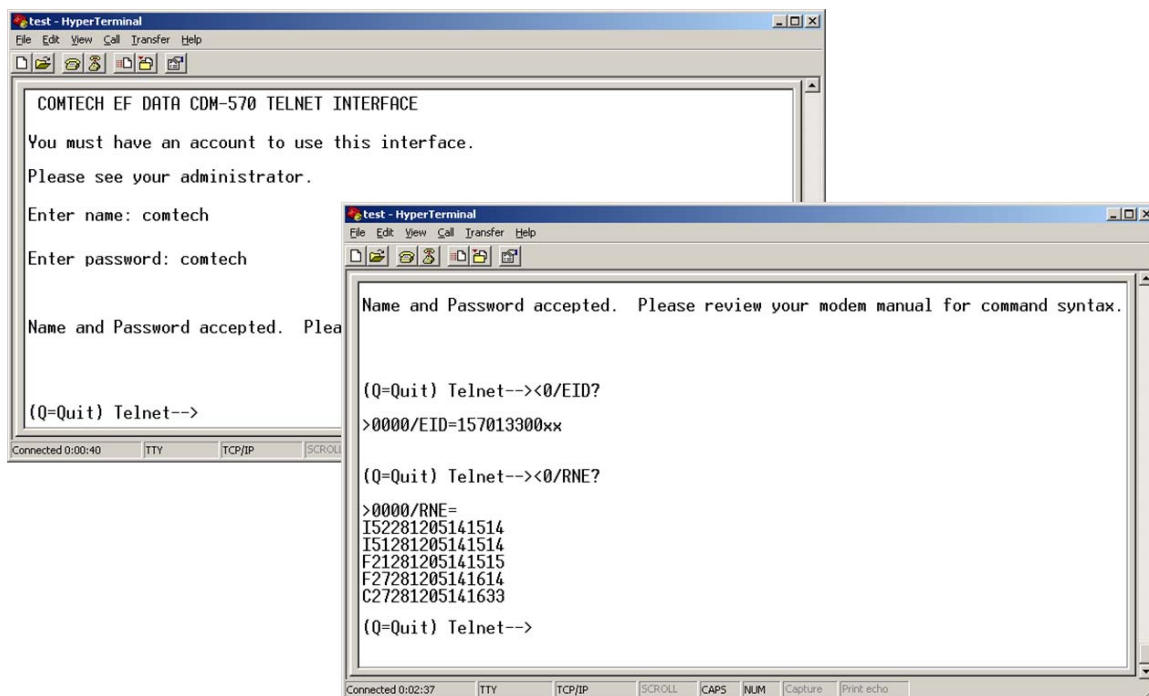 test - HyperTerminal
File Edit View Call Transfer Help
COMTECH EF DATA CDM-570 TELNET INTERFACE
You must have an account to use this interface.
Please see your administrator.
Enter name: comtech
Enter password: comtech
Name and Password accepted. Plea
(Q=Quit) Telnet-->
Connected 0:00:40 TTY TCP/IP SCROLL
test - HyperTerminal
File Edit View Call Transfer Help
Name and Password accepted. Please review your modem manual for command syntax.
(Q=Quit) Telnet--><0/EID?
>0000/EID=157013300xx
(Q=Quit) Telnet--><0/RNE?
>0000/RNE=
I52281205141514
I51281205141514
F21281205141515
F27281205141614
C27281205141633
(Q=Quit) Telnet-->
Connected 0:02:37 TTY TCP/IP SCROLL CAPS NUM Capture Print echo